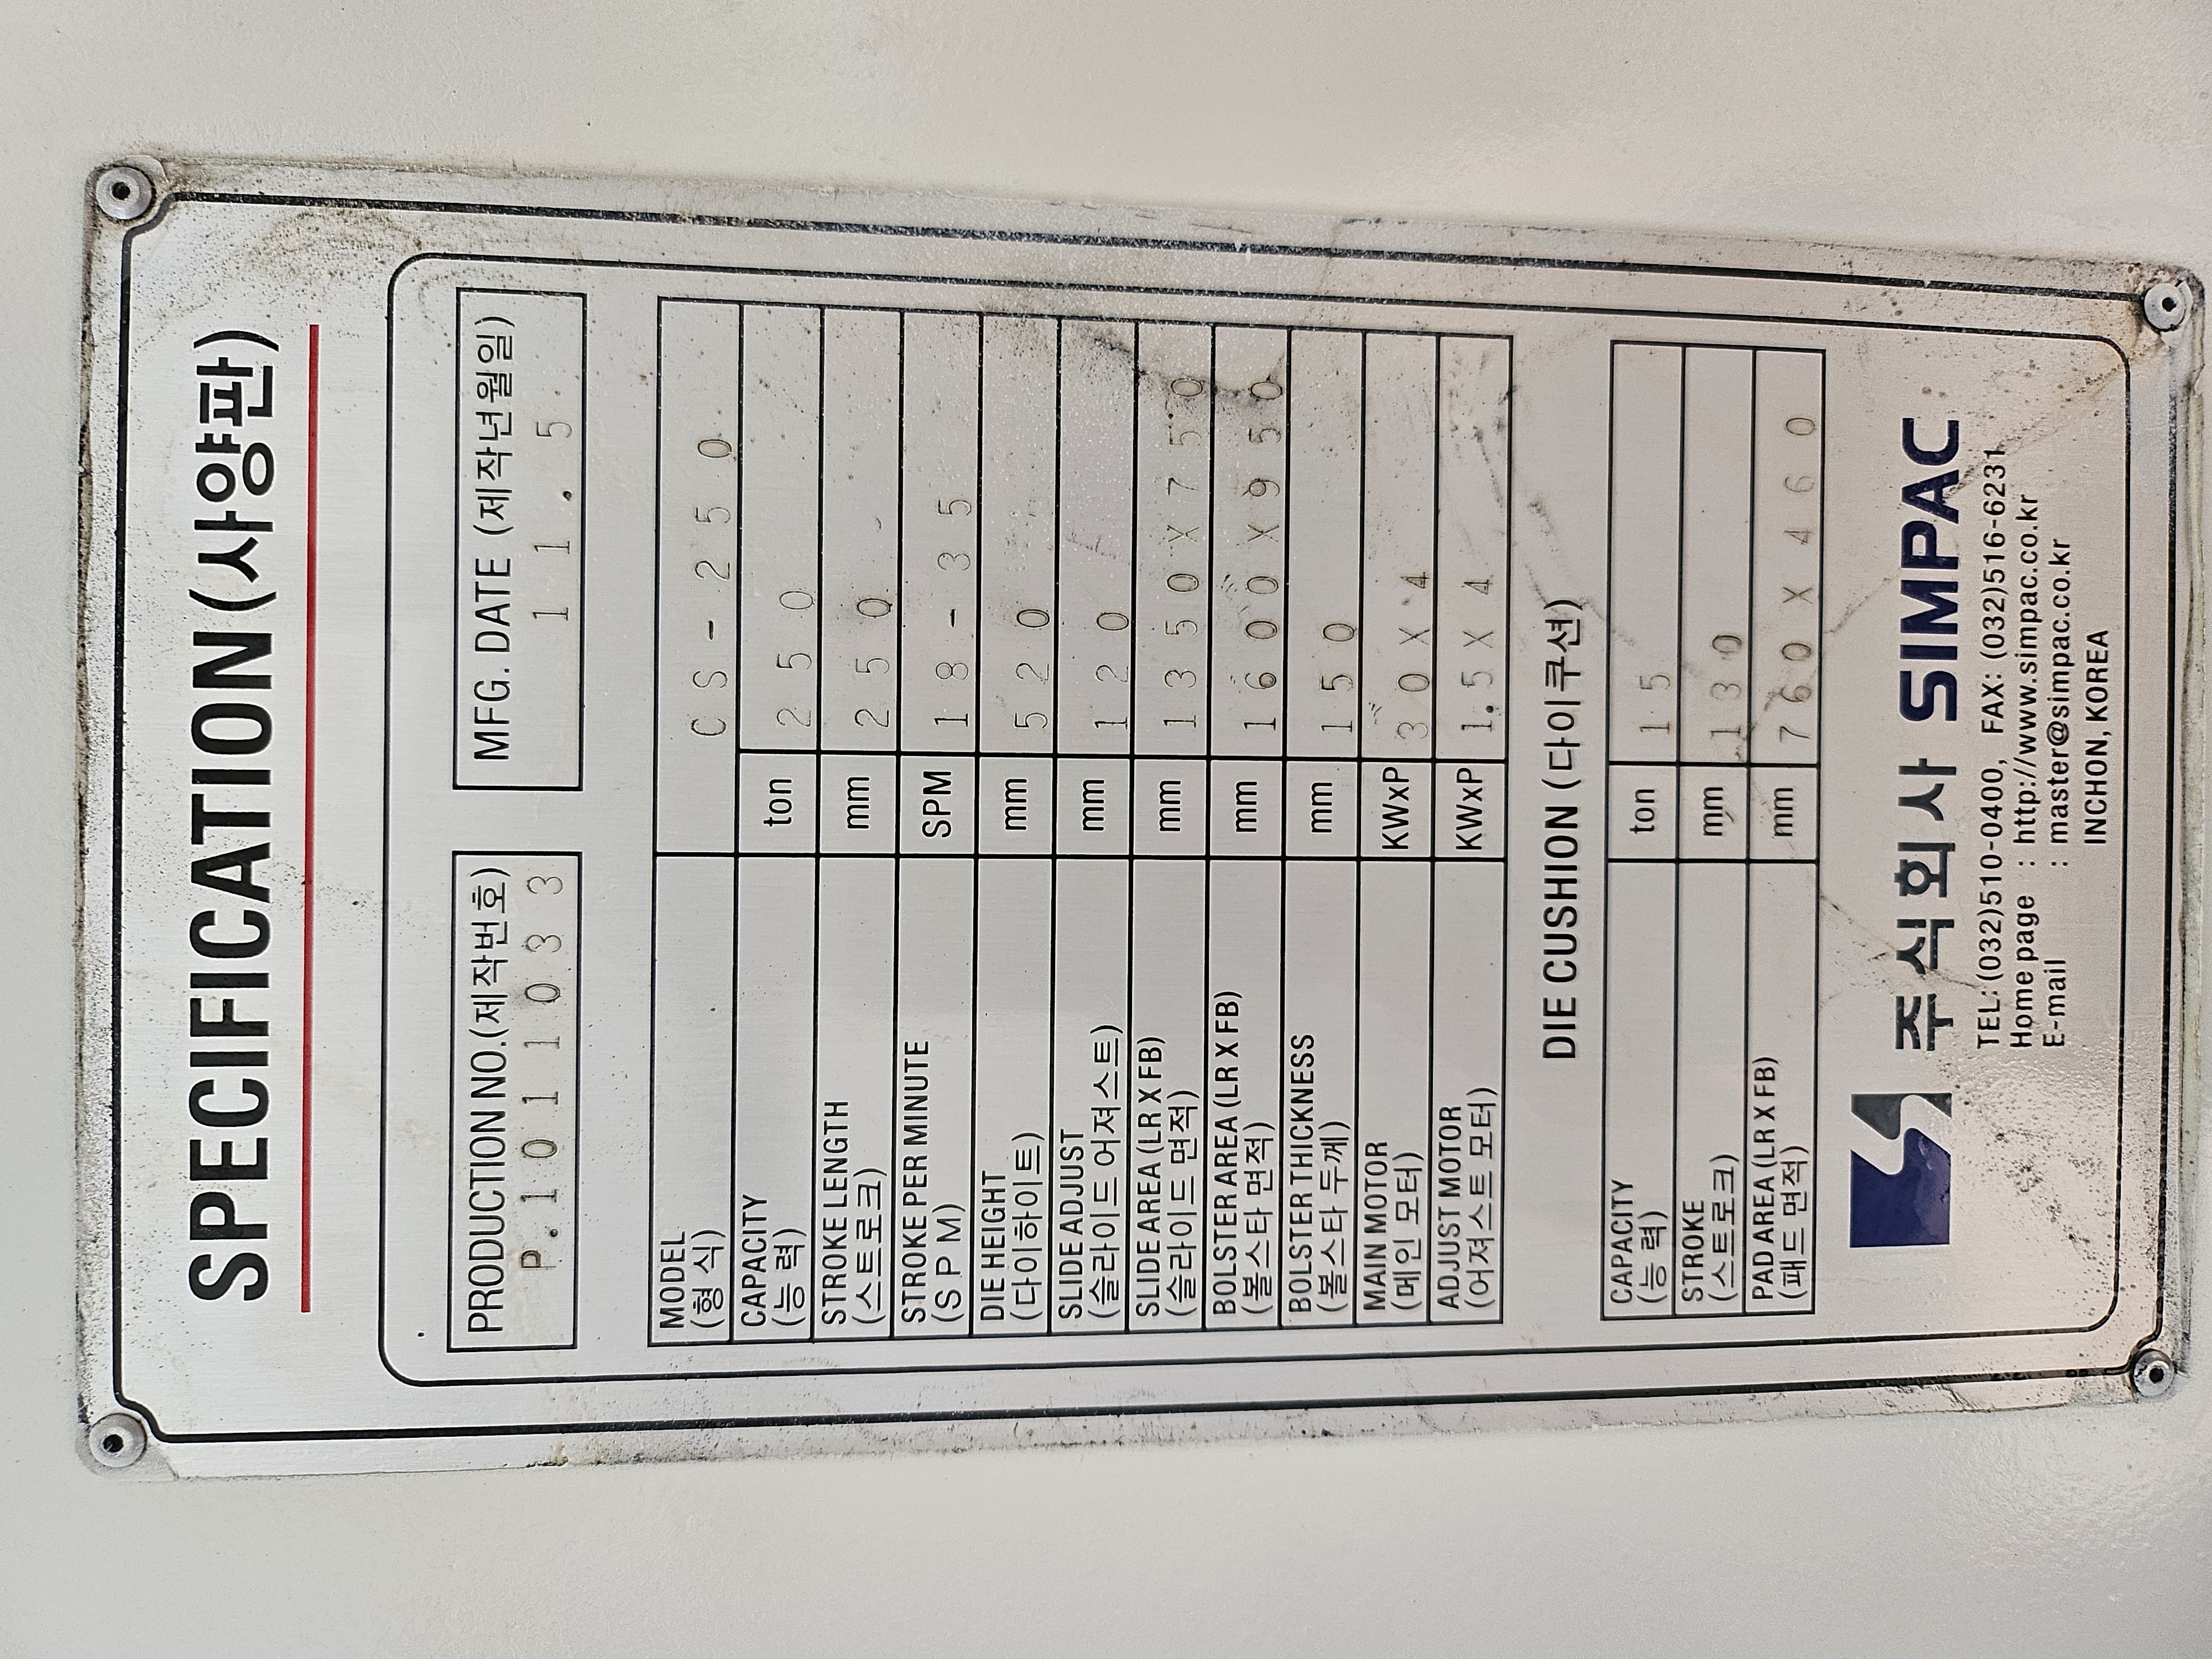 SPECIFICATION(사양판)
PRODUCTION NO.(제작번호)
P.1011033
MFG. DATE (제작년월일)
11.5
MODEL
(형 식)
CS-250
CAPACITY
(능 력)
ton
250
STROKE LENGTH
(스트로크)
mm
250
STROKE PER MINUTE
(S P M)
SPM
18-35
DIE HEIGHT
(다이하이트)
mm
520
SLIDE ADJUST
(슬라이드 어져스트)
mm
120
SLIDE AREA (LR X FB)
(슬라이드 면적)
mm
1350X750
BOLSTER AREA (LR X FB)
(볼스타 면적)
mm
1600X950
BOLSTER THICKNESS
(볼스타 두께)
mm
150
MAIN MOTOR
(메인 모터)
KWxP
30X4
ADJUST MOTOR
(어져스트 모터)
KWxP
1.5X4
DIE CUSHION (다이쿠션)
CAPACITY
(능 력)
ton
15
STROKE
(스트로크)
mm
130
PAD AREA (LR X FB)
(패드 면적)
mm
760X460
주식회사 SIMPAC
TEL: (032)510-0400, FAX: (032)516-6231
Home page : http://www.simpac.co.kr
E-mail : master@simpac.co.kr
INCHON, KOREA